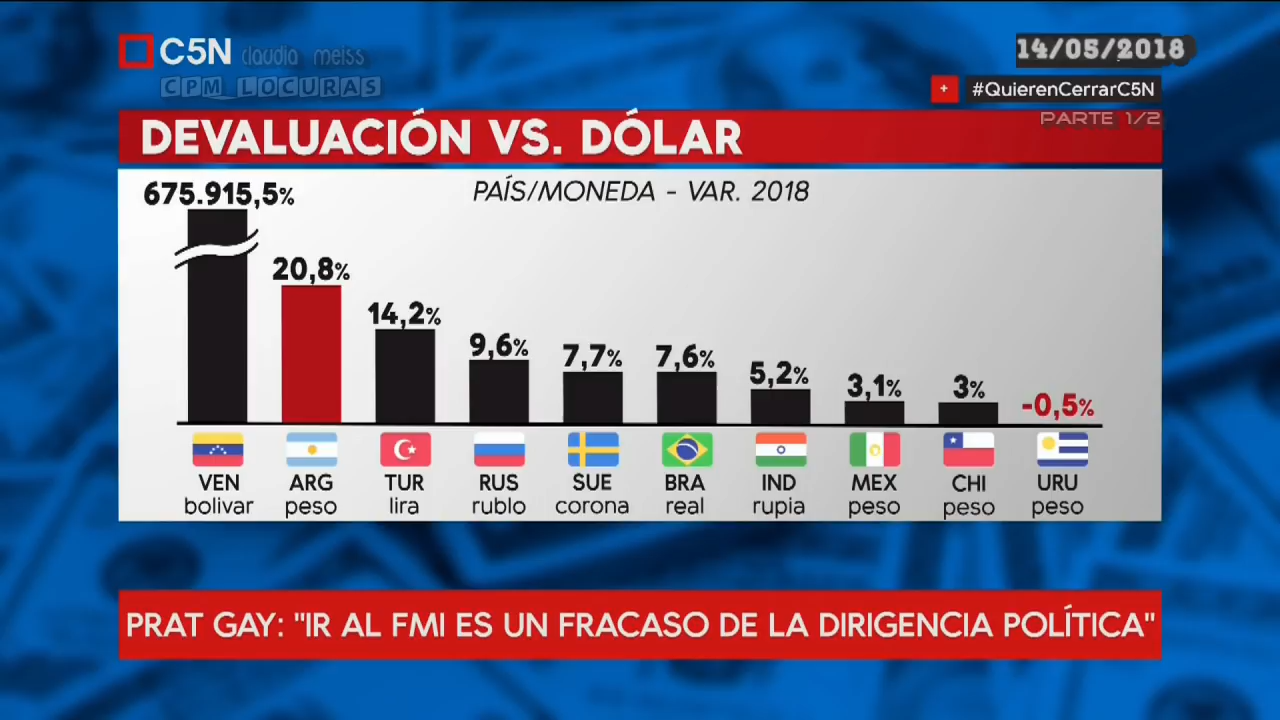 C5N claudia meiss
CPM LOCURAS
14/05/2018
+ #QuierenCerrarC5N
PARTE 1/2
DEVALUACIÓN VS. DÓLAR
PAÍS/MONEDA - VAR. 2018
675.915,5%
20,8%
14,2%
9,6%
7,7%
7,6%
5,2%
3,1%
3%
-0,5%
VEN ARG TUR RUS SUE BRA IND MEX CHI URU
bolivar peso lira rublo corona real rupia peso peso peso
PRAT GAY: "IR AL FMI ES UN FRACASO DE LA DIRIGENCIA POLÍTICA"